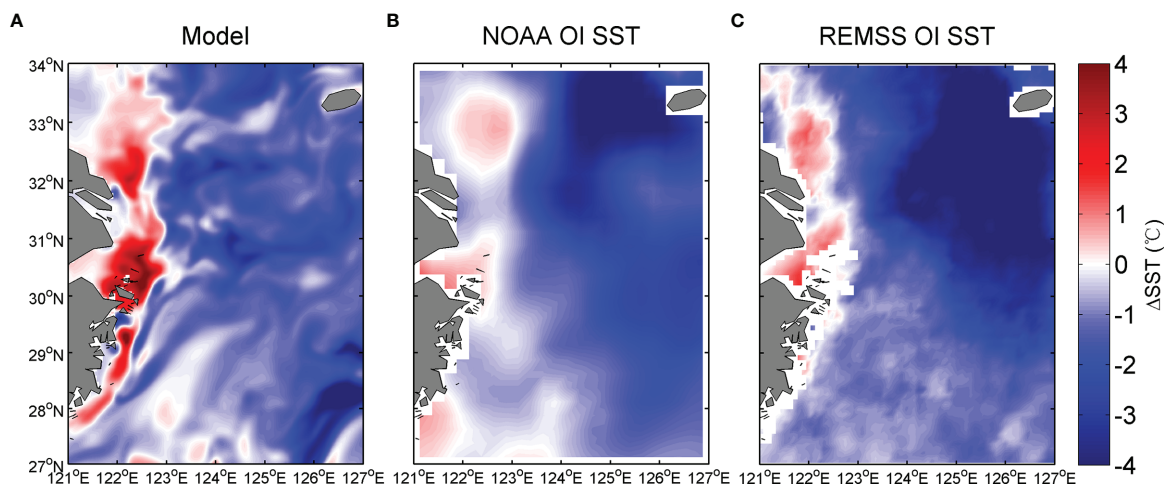 A B C
Model NOAA OI SST REMSS OI SST
34°N
33°N
32°N
31°N
30°N
29°N
28°N
27°N
121°E 122°E 123°E 124°E 125°E 126°E 127°E
121°E 122°E 123°E 124°E 125°E 126°E 127°E
121°E 122°E 123°E 124°E 125°E 126°E 127°E
4
3
2
1
0
-1
-2
-3
-4
ΔSST (℃)